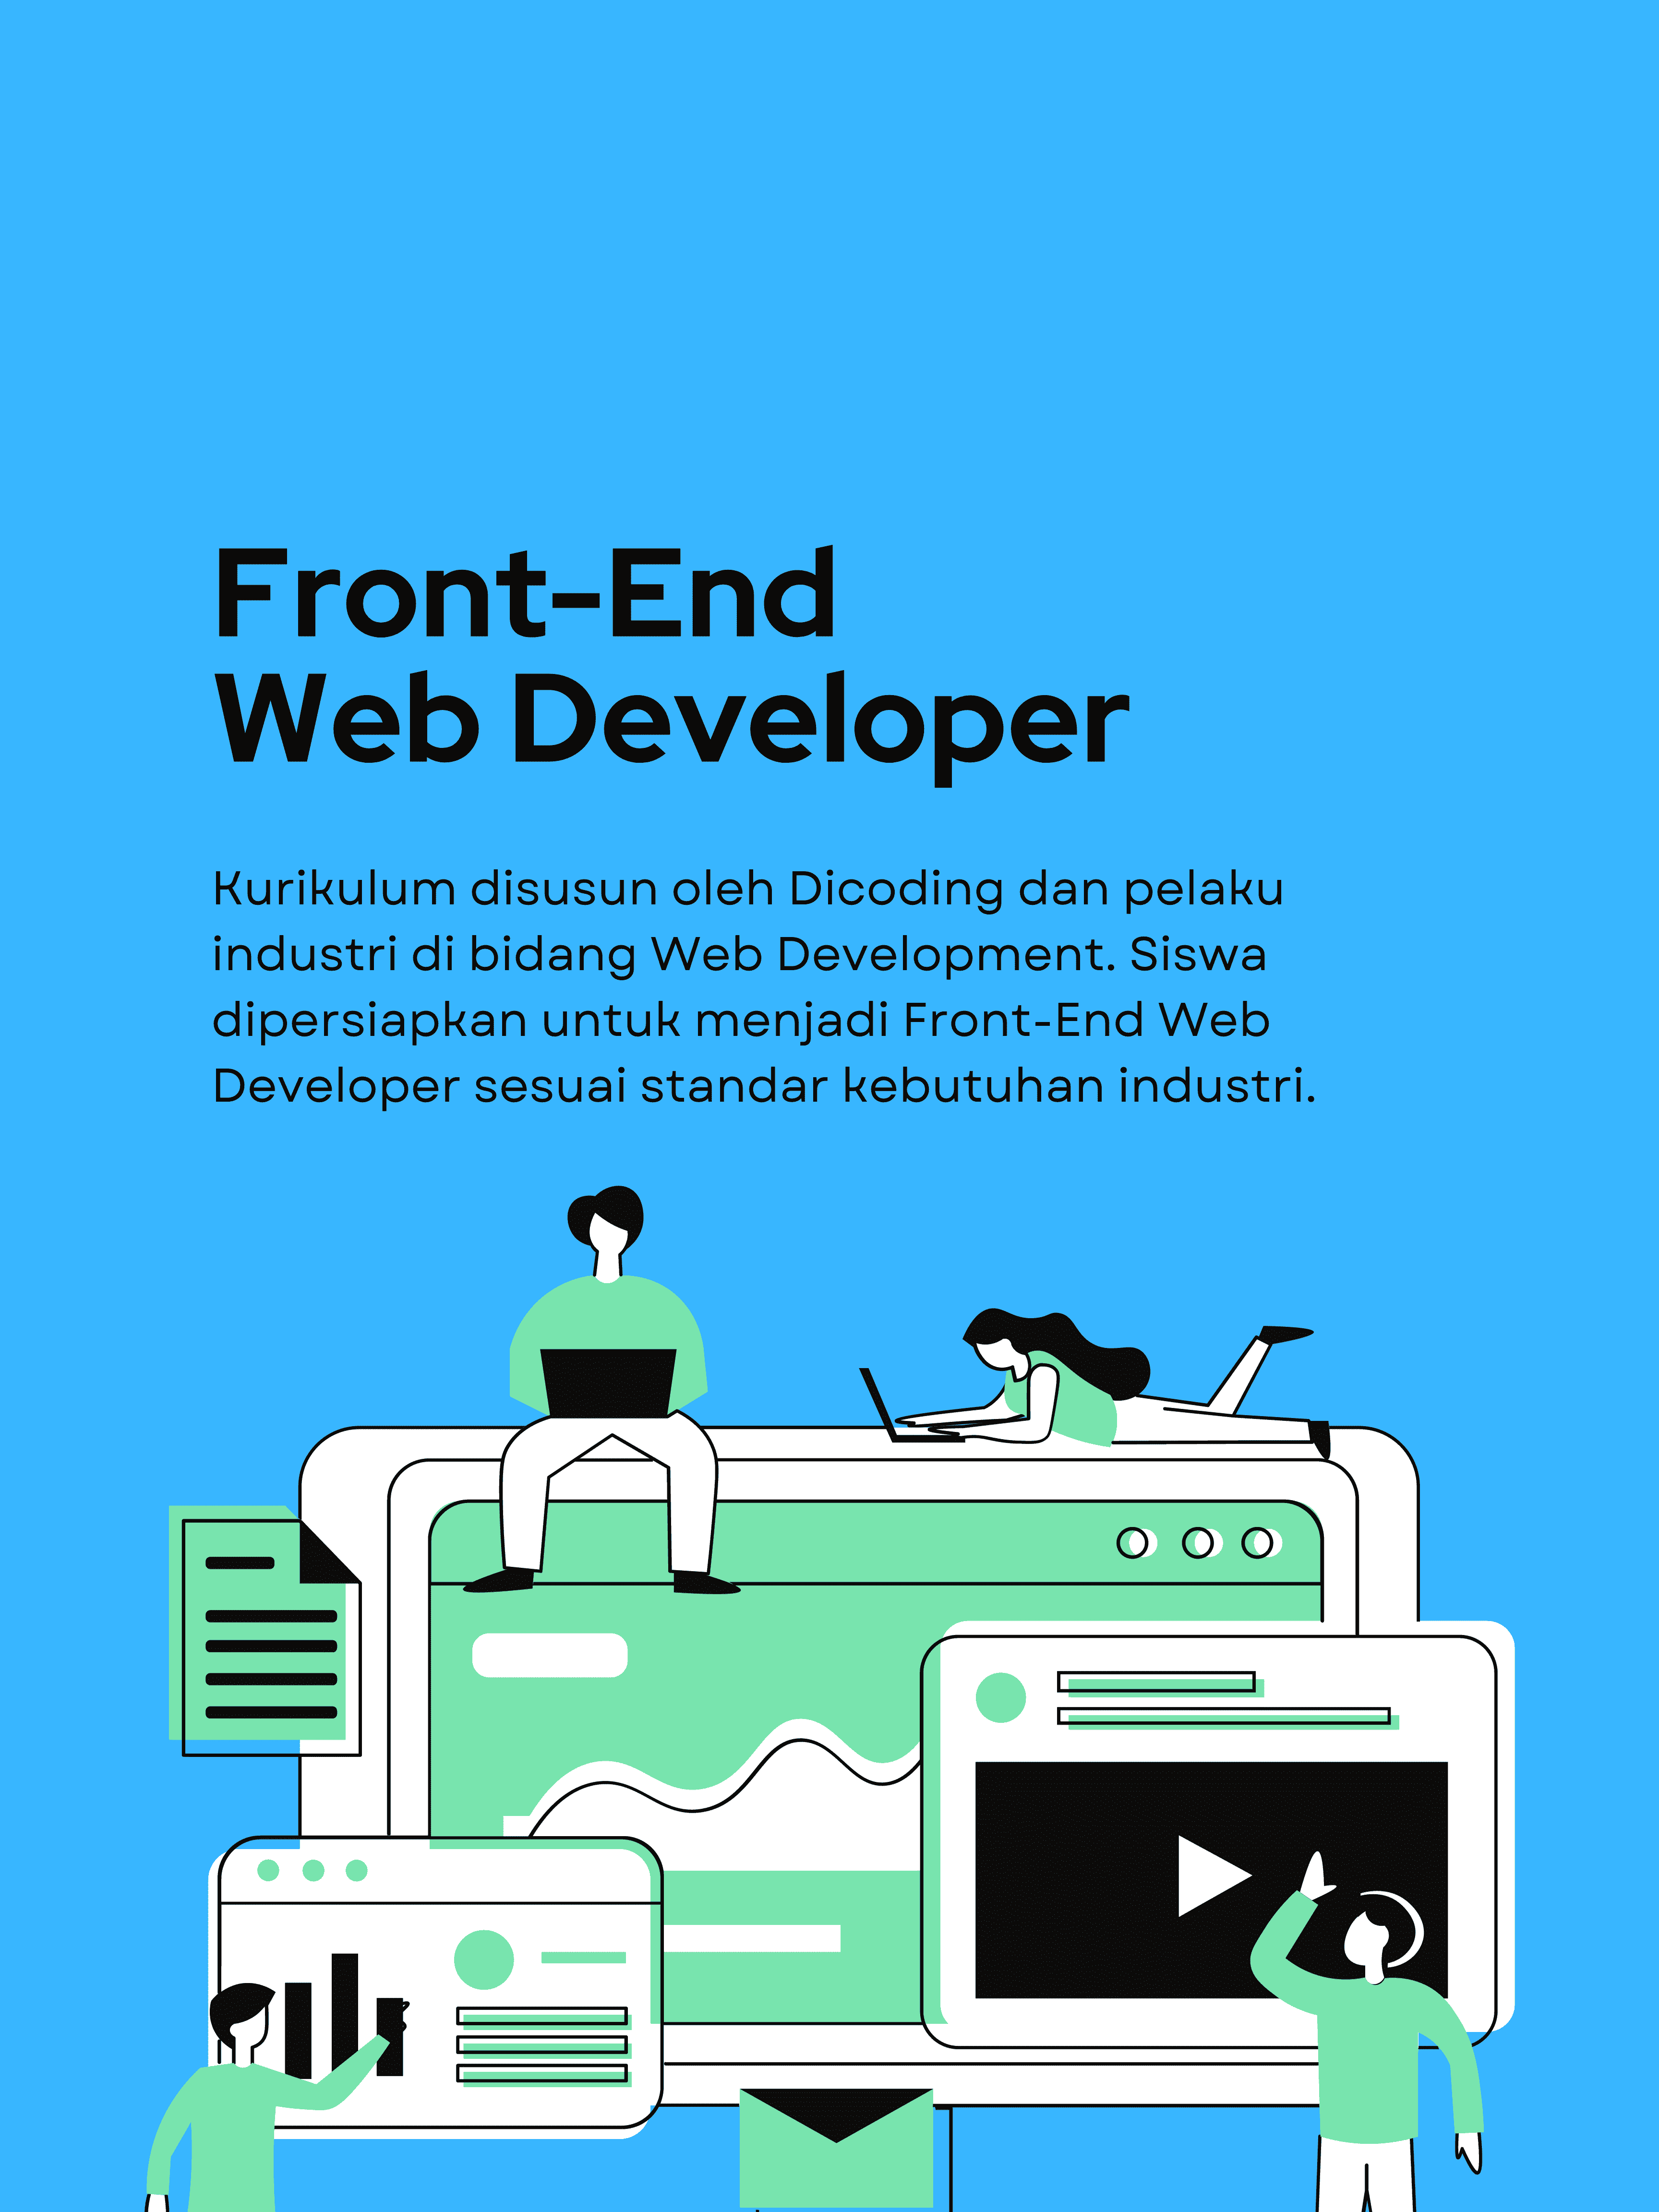 Front-End
Web Developer
Kurikulum disusun oleh Dicoding dan pelaku
industri di bidang Web Development. Siswa
dipersiapkan untuk menjadi Front-End Web
Developer sesuai standar kebutuhan industri.